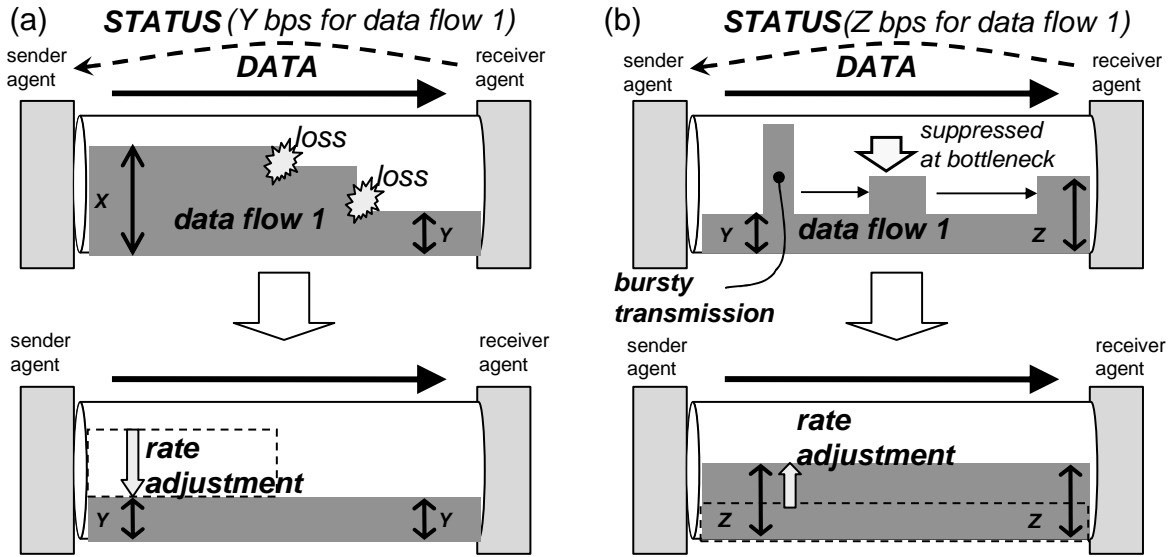 (a)
STATUS (Y bps for data flow 1)
sender
agent
DATA
receiver
agent
loss
loss
X
data flow 1
Y
sender
agent
receiver
agent
rate
adjustment
Y
Y
(b)
STATUS (Z bps for data flow 1)
sender
agent
DATA
receiver
agent
suppressed
at bottleneck
Y
data flow 1
Z
bursty
transmission
sender
agent
receiver
agent
rate
adjustment
Z
Z